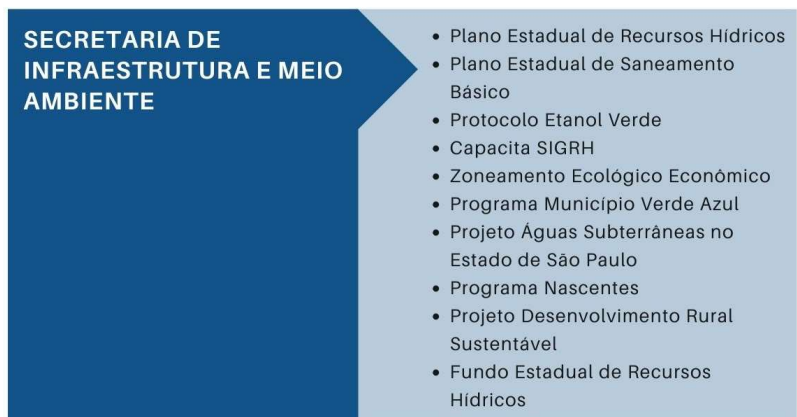 SECRETARIA DE
INFRAESTRUTURA E MEIO
AMBIENTE
• Plano Estadual de Recursos Hídricos
• Plano Estadual de Saneamento
Básico
• Protocolo Etanol Verde
• Capacita SIGRH
• Zoneamento Ecológico Econômico
• Programa Município Verde Azul
• Projeto Águas Subterrâneas no
Estado de São Paulo
• Programa Nascentes
• Projeto Desenvolvimento Rural
Sustentável
• Fundo Estadual de Recursos
Hídricos